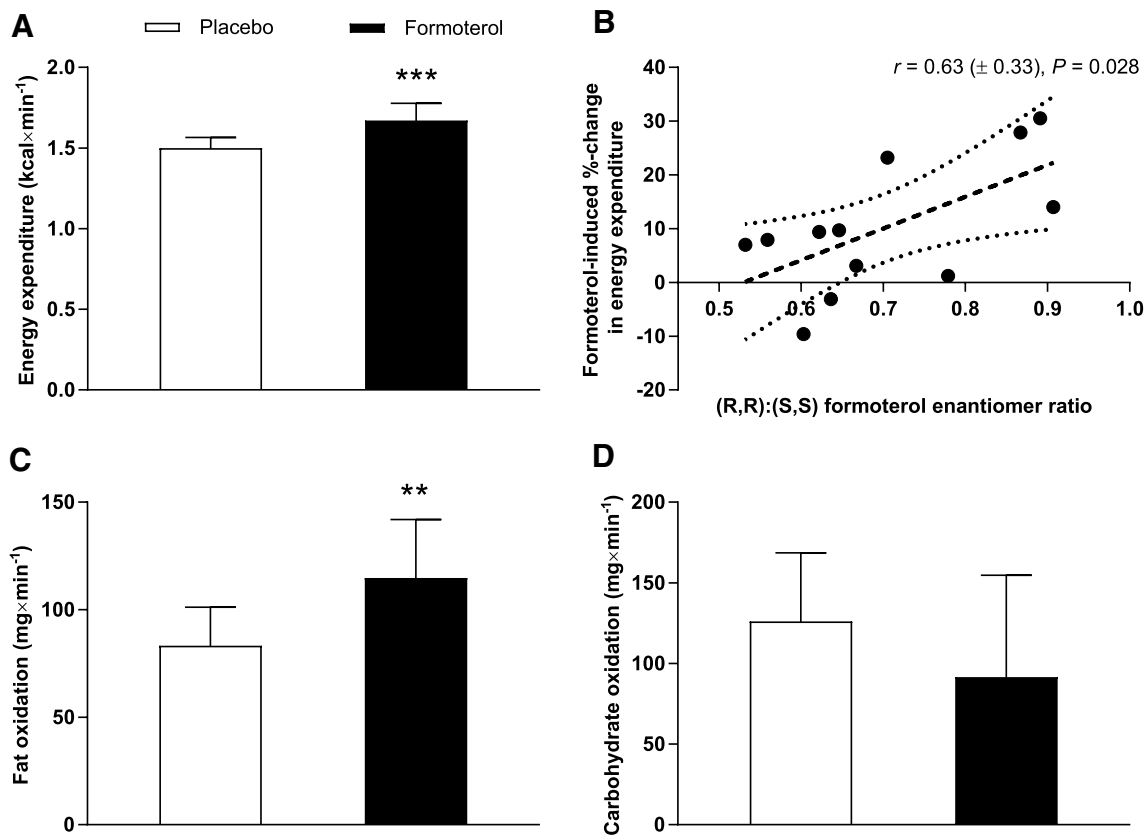 A
Placebo
Formoterol
Energy expenditure (kcal×min-1)
2.0
1.5
1.0
0.5
0.0
***
B
r = 0.63 (± 0.33), P = 0.028
Formoterol-induced %-change
in energy expenditure
40
30
20
10
0
-10
-20
0.5
0.6
0.7
0.8
0.9
1.0
(R,R):(S,S) formoterol enantiomer ratio
C
Fat oxidation (mg×min-1)
150
100
50
0
**
D
Carbohydrate oxidation (mg×min-1)
200
150
100
50
0